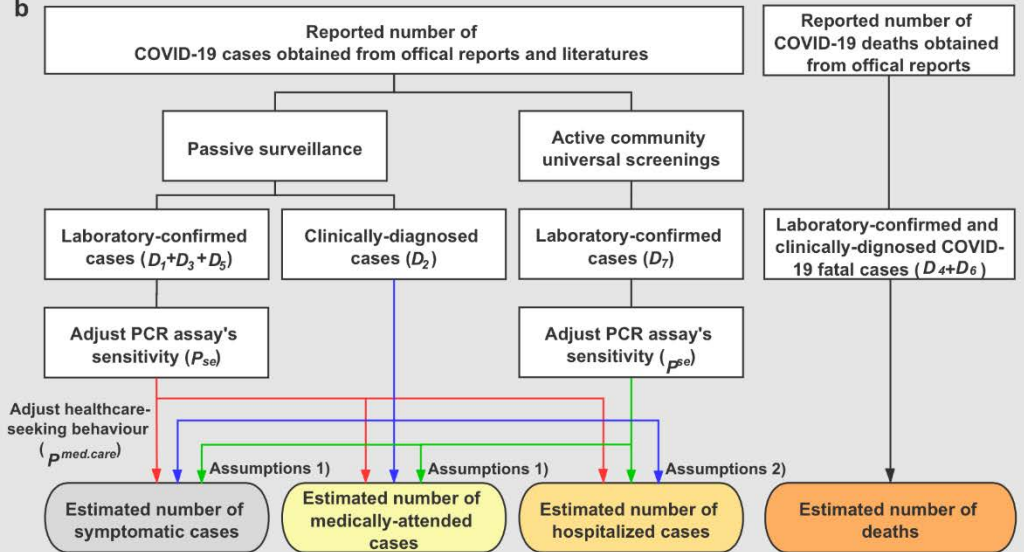 b
Reported number of
COVID-19 cases obtained from offical reports and literatures
Reported number of
COVID-19 deaths obtained
from offical reports
Passive surveillance
Active community
universal screenings
Laboratory-confirmed
cases (D1+D3+D5)
Clinically-diagnosed
cases (D2)
Laboratory-confirmed
cases (D7)
Laboratory-confirmed and
clinically-dignosed COVID-
19 fatal cases (D4+D6)
Adjust PCR assay's
sensitivity (Pse)
Adjust PCR assay's
sensitivity (Pse)
Adjust healthcare-
seeking behaviour
(Pmed.care)
Assumptions 1)
Assumptions 1)
Assumptions 2)
Estimated number of
symptomatic cases
Estimated number of
medically-attended
cases
Estimated number of
hospitalized cases
Estimated number of
deaths